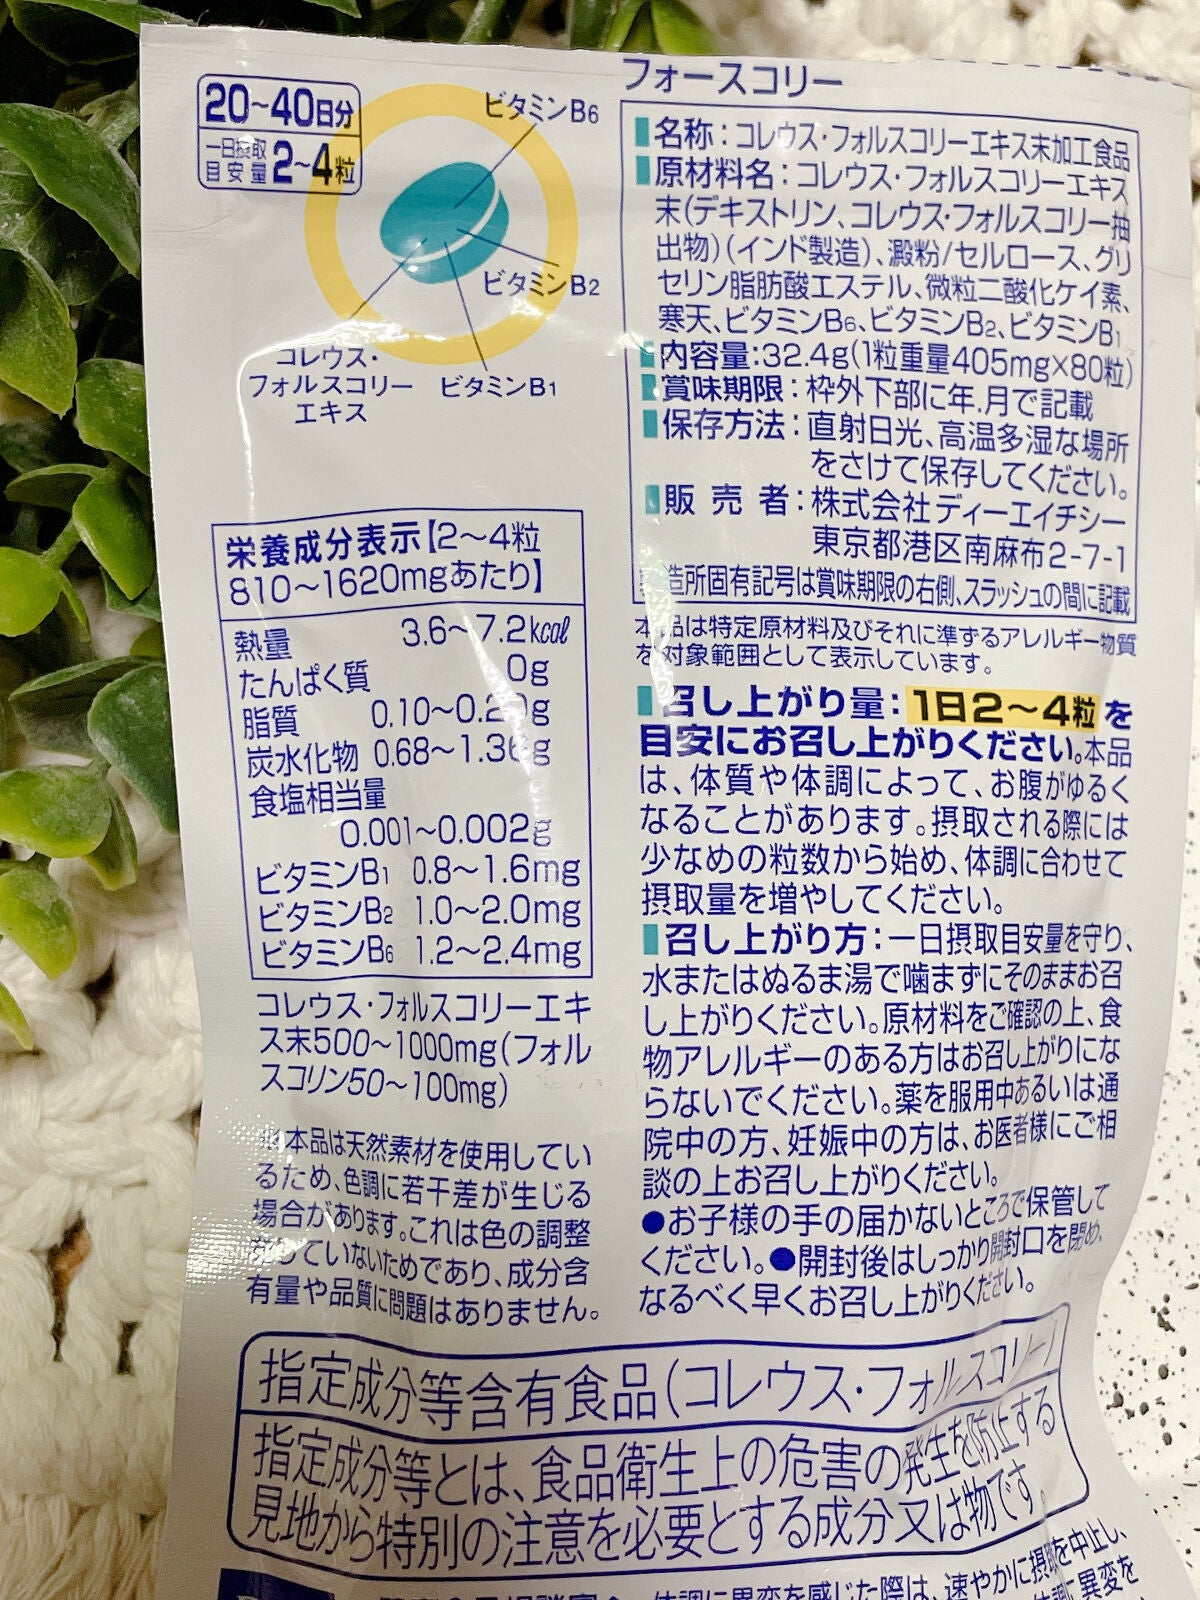 20〜40日分
一日摂取
目安量 2〜4粒
ビタミンB6
ビタミンB2
コレウス・
フォルスコリー
エキス
ビタミンB1
フォースコリー
名称：コレウス・フォルスコリーエキス末加工食品
原材料名：コレウス・フォルスコリーエキス
末(デキストリン、コレウス・フォルスコリー抽
出物)(インド製造)、澱粉/セルロース、グリ
セリン脂肪酸エステル、微粒二酸化ケイ素、
寒天、ビタミンB6、ビタミンB2、ビタミンB1
内容量：32.4g(1粒重量405mg×80粒)
賞味期限：枠外下部に年.月で記載
保存方法：直射日光、高温多湿な場所
をさけて保存してください。
販売者：株式会社ディーエイチシー
東京都港区南麻布2-7-1
造所固有記号は賞味期限の右側、スラッシュの間に記載
本品は特定原材料及びそれに準ずるアレルギー物質
を対象範囲として表示しています。
召し上がり量：1日2〜4粒を
目安にお召し上がりください。本品
は、体質や体調によって、お腹がゆるく
なることがあります。摂取される際には
少なめの粒数から始め、体調に合わせて
摂取量を増やしてください。
召し上がり方：一日摂取目安量を守り、
水またはぬるま湯で噛まずにそのままお召
し上がりください。原材料をご確認の上、食
物アレルギーのある方はお召し上がりにな
らないでください。薬を服用中あるいは通
院中の方、妊娠中の方は、お医者様にご相
談の上お召し上がりください。
●お子様の手の届かないところで保管して
ください。●開封後はしっかり開封口を閉め、
なるべく早くお召し上がりください。
栄養成分表示【2〜4粒
810〜1620mgあたり】
熱量 3.6〜7.2kcal
たんぱく質 0g
脂質 0.10〜0.20g
炭水化物 0.68〜1.36g
食塩相当量
0.001〜0.002g
ビタミンB1 0.8〜1.6mg
ビタミンB2 1.0〜2.0mg
ビタミンB6 1.2〜2.4mg
コレウス・フォルスコリーエキ
ス末500〜1000mg(フォル
スコリン50〜100mg)
※本品は天然素材を使用してい
るため、色調に若干差が生じる
場合があります。これは色の調整
をしていないためであり、成分含
有量や品質に問題はありません。
指定成分等含有食品(コレウス・フォルスコリー)
指定成分等とは、食品衛生上の危害の発生を防止する
見地から特別の注意を必要とする成分又は物です。
体調に異変を感じた際は、速やかに摂取を中止し、
異変を